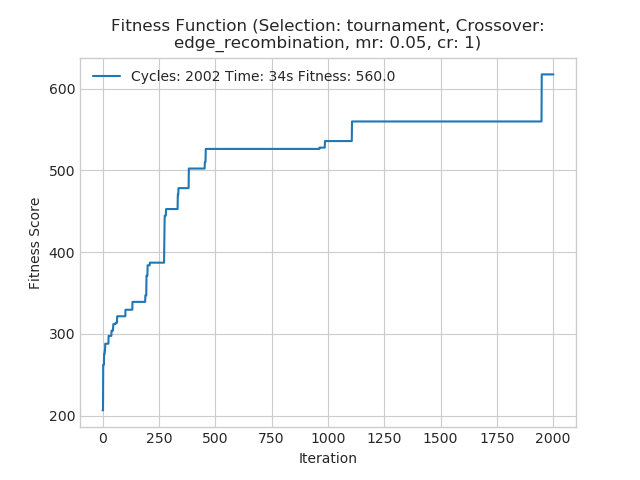 Fitness Function (Selection: tournament, Crossover:
edge_recombination, mr: 0.05, cr: 1)
Cycles: 2002 Time: 34s Fitness: 560.0
600
500
400
300
200
Fitness Score
0 250 500 750 1000 1250 1500 1750 2000
Iteration